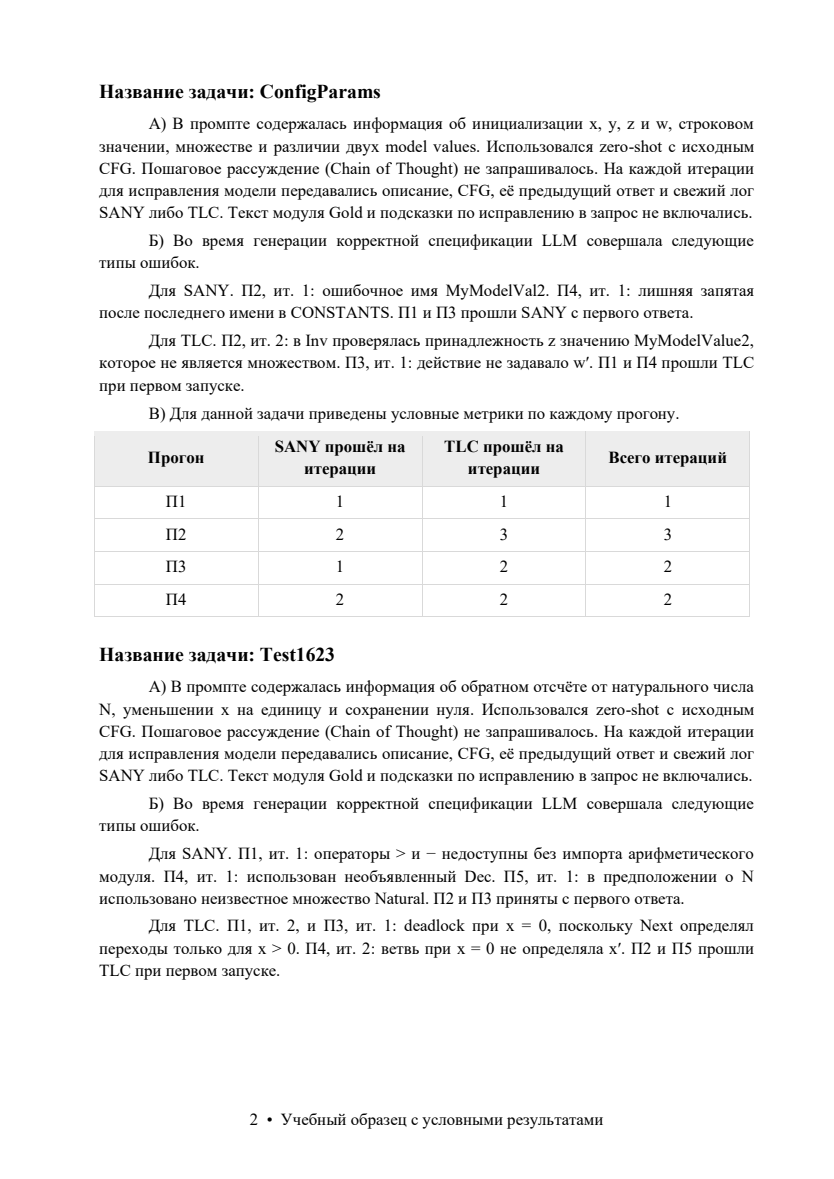 Название задачи: ConfigParams
А) В промпте содержалась информация об инициализации x, y, z и w, строковом
значении, множестве и различии двух model values. Использовался zero-shot с исходным
CFG. Пошаговое рассуждение (Chain of Thought) не запрашивалось. На каждой итерации
для исправления модели передавались описание, CFG, её предыдущий ответ и свежий лог
SANY либо TLC. Текст модуля Gold и подсказки по исправлению в запрос не включались.
Б) Во время генерации корректной спецификации LLM совершала следующие
типы ошибок.
Для SANY. П2, ит. 1: ошибочное имя MyModelVal2. П4, ит. 1: лишняя запятая
после последнего имени в CONSTANTS. П1 и П3 прошли SANY с первого ответа.
Для TLC. П2, ит. 2: в Inv проверялась принадлежность z значению MyModelValue2,
которое не является множеством. П3, ит. 1: действие не задавало w′. П1 и П4 прошли TLC
при первом запуске.
В) Для данной задачи приведены условные метрики по каждому прогону.
Прогон SANY прошёл на итерации TLC прошёл на итерации Всего итераций
П1 1 1 1
П2 2 3 3
П3 1 2 2
П4 2 2 2
Название задачи: Test1623
А) В промпте содержалась информация об обратном отсчёте от натурального числа
N, уменьшении x на единицу и сохранении нуля. Использовался zero-shot с исходным
CFG. Пошаговое рассуждение (Chain of Thought) не запрашивалось. На каждой итерации
для исправления модели передавались описание, CFG, её предыдущий ответ и свежий лог
SANY либо TLC. Текст модуля Gold и подсказки по исправлению в запрос не включались.
Б) Во время генерации корректной спецификации LLM совершала следующие
типы ошибок.
Для SANY. П1, ит. 1: операторы > и − недоступны без импорта арифметического
модуля. П4, ит. 1: использован необъявленный Dec. П5, ит. 1: в предположении о N
использовано неизвестное множество Natural. П2 и П3 приняты с первого ответа.
Для TLC. П1, ит. 2, и П3, ит. 1: deadlock при x = 0, поскольку Next определял
переходы только для x > 0. П4, ит. 2: ветвь при x = 0 не определяла x′. П2 и П5 прошли
TLC при первом запуске.
2 • Учебный образец с условными результатами